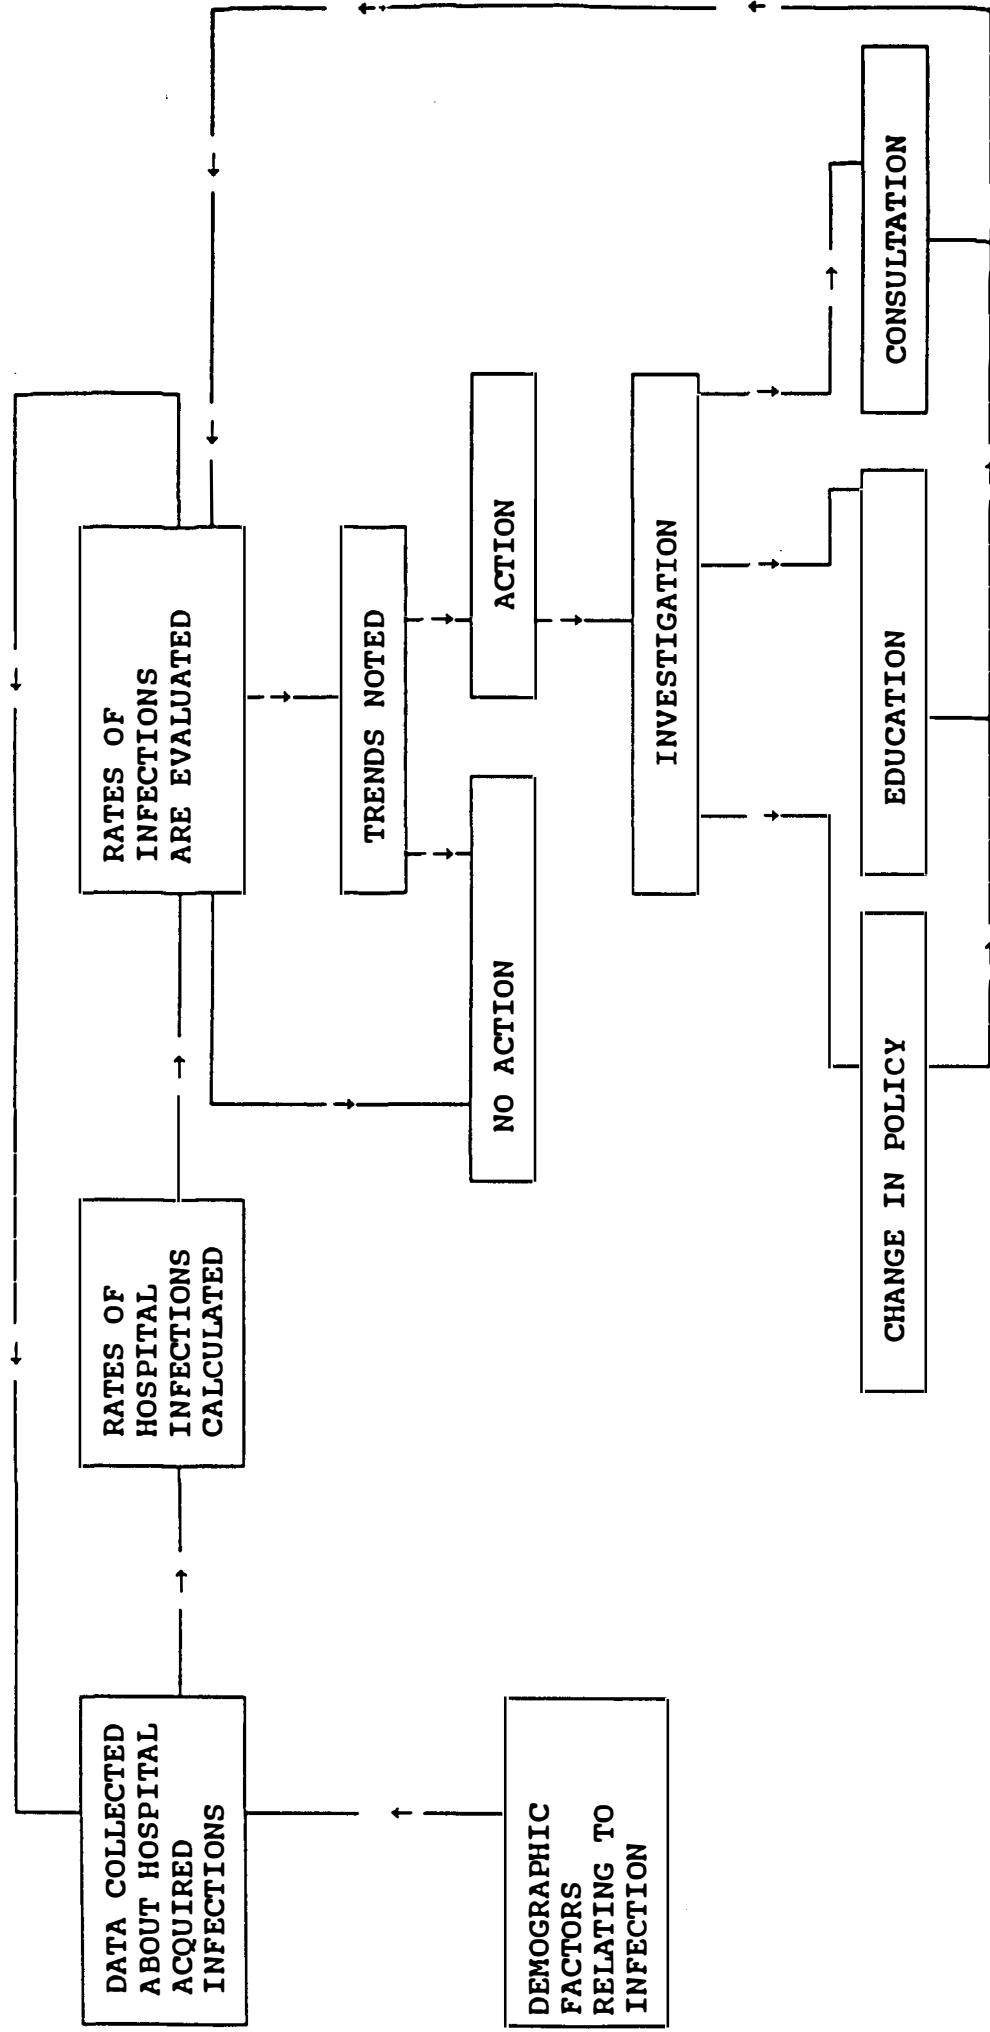 DATA COLLECTED
ABOUT HOSPITAL
ACQUIRED
INFECTIONS
DEMOGRAPHIC
FACTORS
RELATING TO
INFECTION
RATES OF
HOSPITAL
INFECTIONS
CALCULATED
RATES OF
INFECTIONS
ARE EVALUATED
TRENDS NOTED
NO ACTION
ACTION
INVESTIGATION
CHANGE IN POLICY
EDUCATION
CONSULTATION